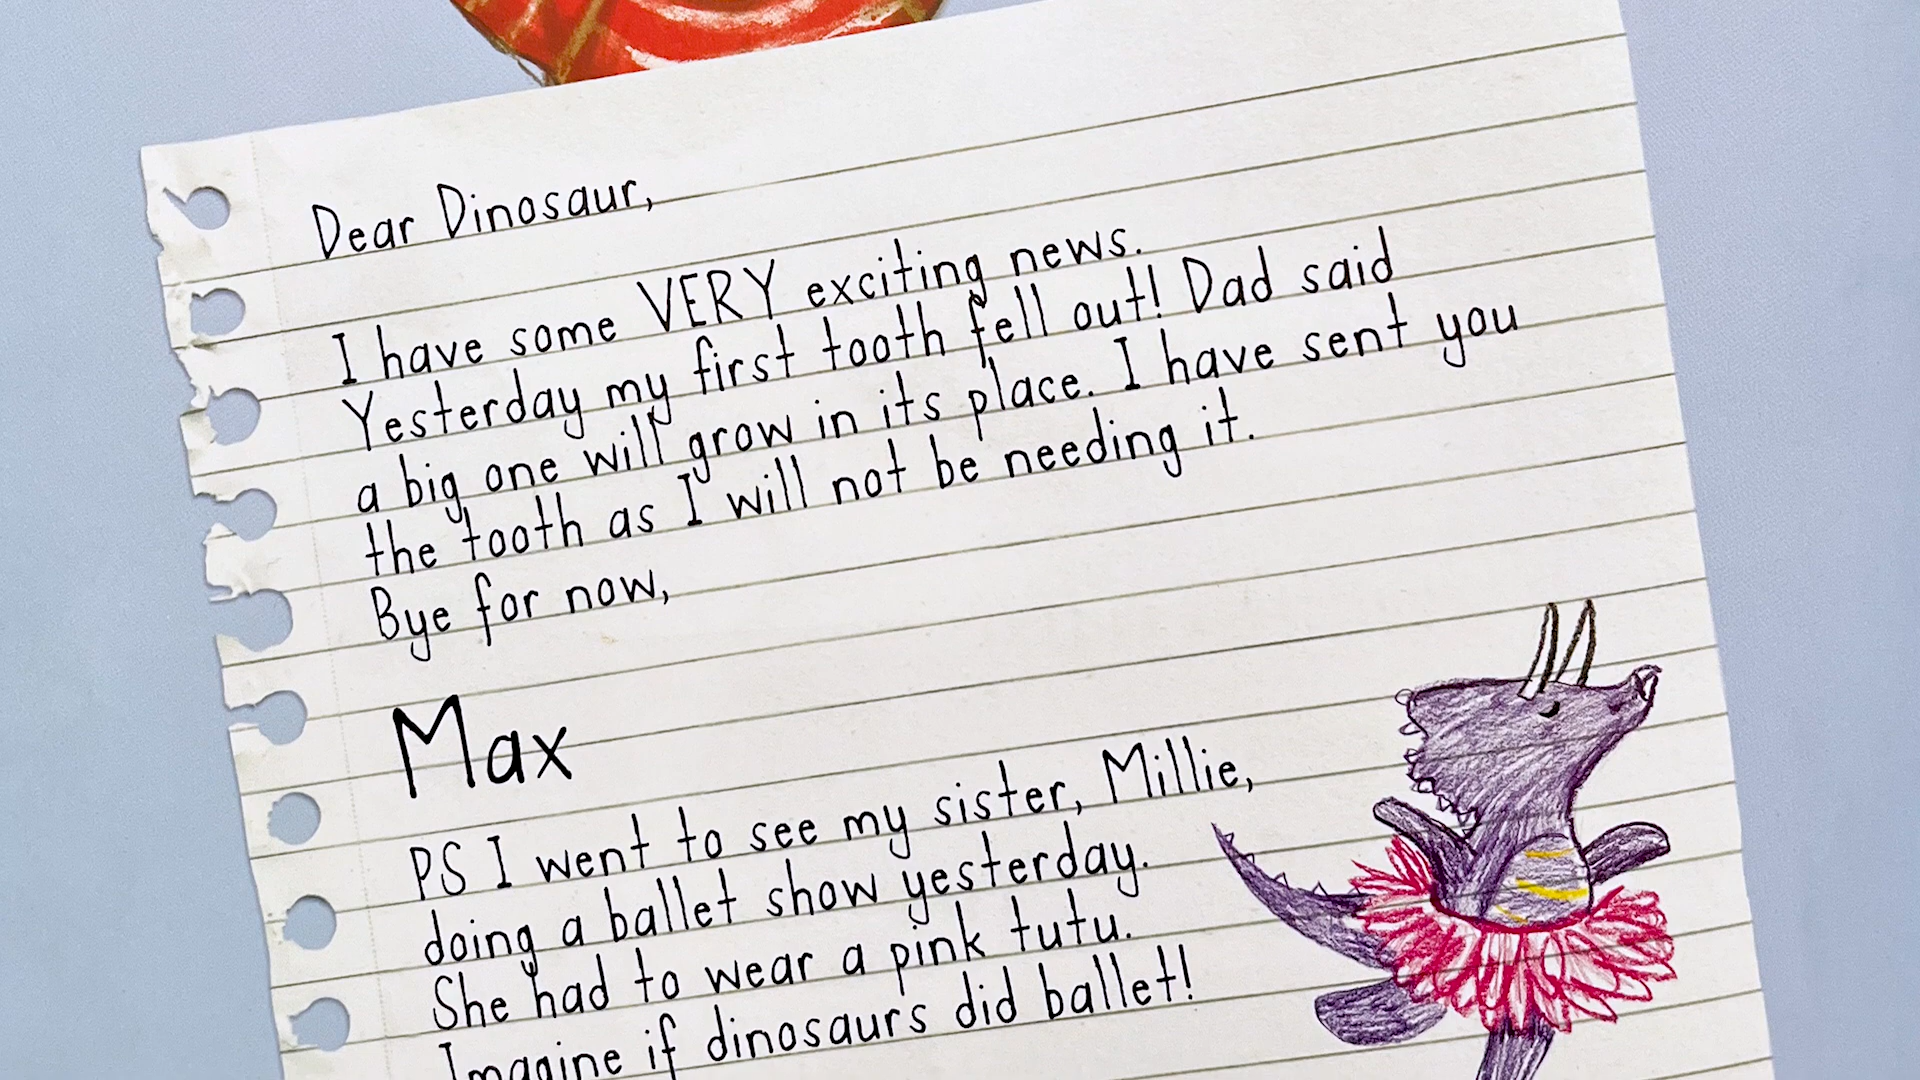 Dear Dinosaur,
I have some VERY exciting news.
Yesterday my first tooth fell out! Dad said
a big one will grow in its place. I have sent you
the tooth as I will not be needing it.
Bye for now,
Max
PS I went to see my sister, Millie,
doing a ballet show yesterday.
She had to wear a pink tutu.
Imagine if dinosaurs did ballet!